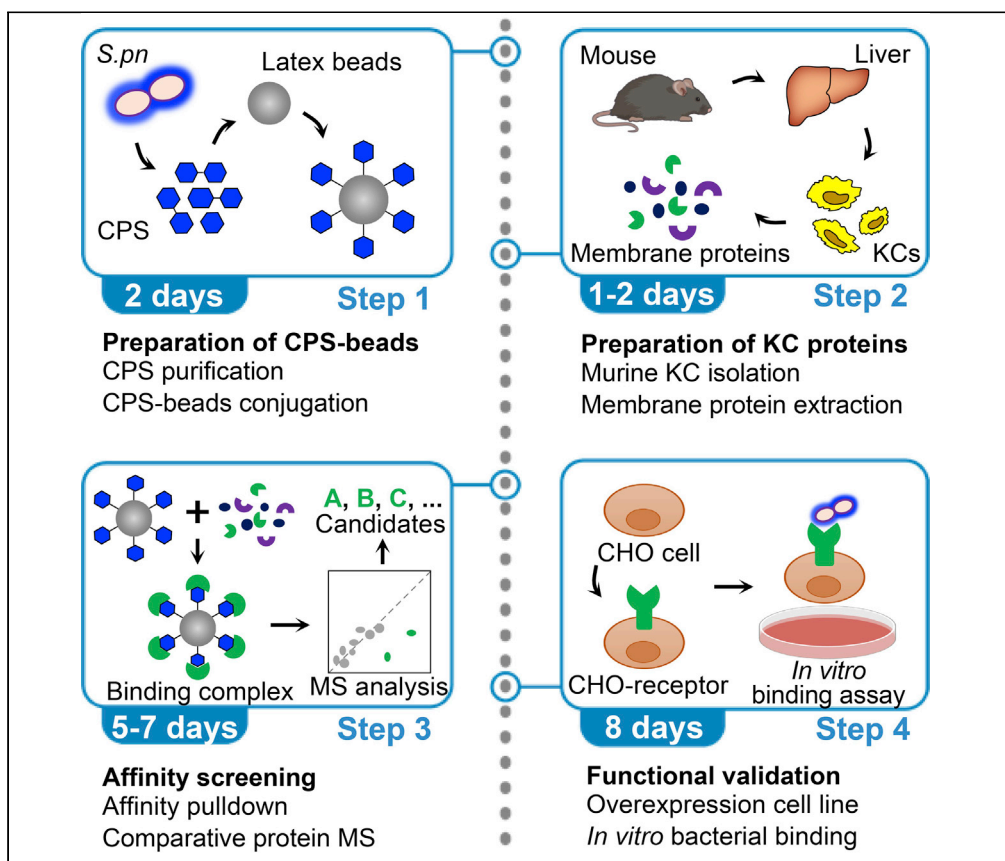 S.pn
Latex beads
CPS
2 days
Step 1
Preparation of CPS-beads
CPS purification
CPS-beads conjugation
Mouse
Liver
Membrane proteins
KCs
1-2 days
Step 2
Preparation of KC proteins
Murine KC isolation
Membrane protein extraction
+
A, B, C, ...
Candidates
Binding complex
MS analysis
5-7 days
Step 3
Affinity screening
Affinity pulldown
Comparative protein MS
CHO cell
CHO-receptor
In vitro
binding assay
8 days
Step 4
Functional validation
Overexpression cell line
In vitro bacterial binding